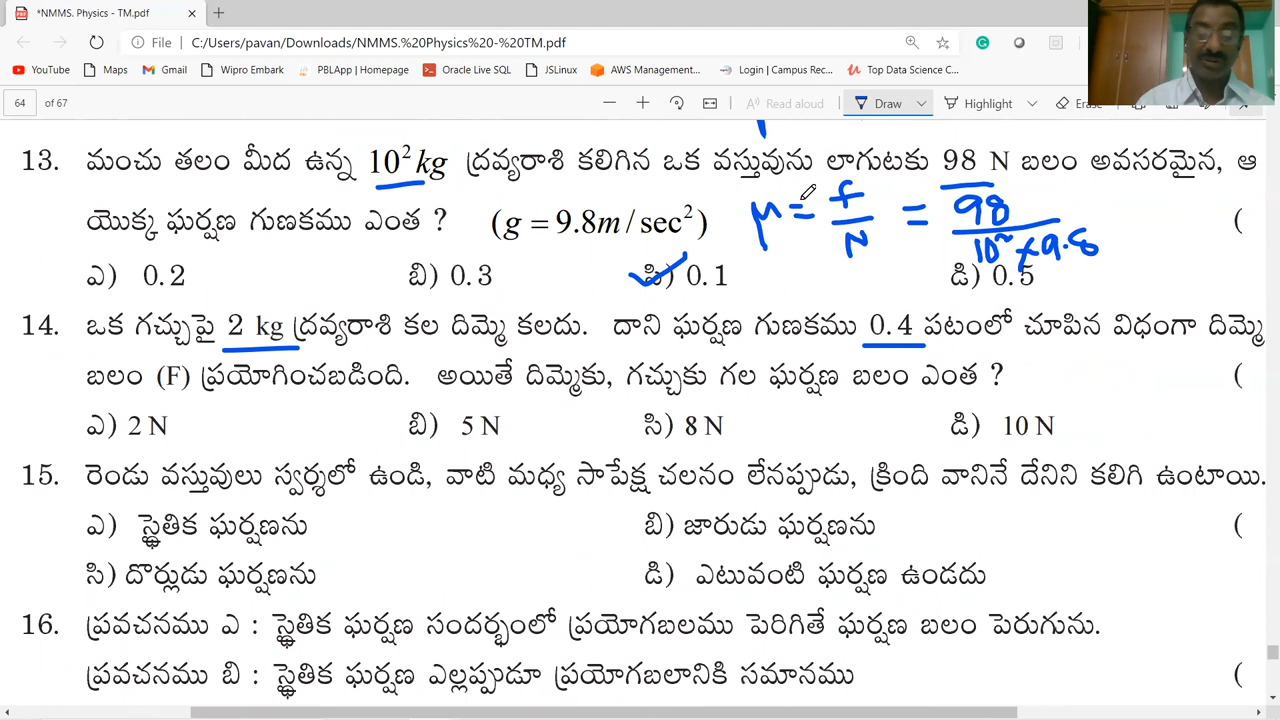 *NMMS. Physics - TM.pdf
File C:/Users/pavan/Downloads/NMMS.%20Physics%20-%20TM.pdf
YouTube Maps Gmail Wipro Embark PBLApp | Homepage Oracle Live SQL JSLinux AWS Management... Login | Campus Rec... Top Data Science C...
64 of 67 Read aloud Draw Highlight Erase
13. మంచు తలం మీద ఉన్న 10² kg ద్రవ్యరాశి కలిగిన ఒక వస్తువును లాగుటకు 98 N బలం అవసరమైన, ఆ
యొక్క ఘర్షణ గుణకము ఎంత ? (g = 9.8m / sec²) μ = f/N = 98/10² × 9.8 (
ఎ) 0.2 బి) 0.3 సి) 0.1 డి) 0.5
14. ఒక గచ్చుపై 2 kg ద్రవ్యరాశి కల దిమ్మె కలదు. దాని ఘర్షణ గుణకము 0.4 పటంలో చూపిన విధంగా దిమ్మె
బలం (F) ప్రయోగించబడింది. అయితే దిమ్మెకు, గచ్చుకు గల ఘర్షణ బలం ఎంత ? (
ఎ) 2 N బి) 5 N సి) 8 N డి) 10 N
15. రెండు వస్తువులు స్పర్శలో ఉండి, వాటి మధ్య సాపేక్ష చలనం లేనప్పుడు, క్రింది వానినే దేనిని కలిగి ఉంటాయి.
ఎ) స్థైతిక ఘర్షణను బి) జారుడు ఘర్షణను (
సి) దొర్లుడు ఘర్షణను డి) ఎటువంటి ఘర్షణ ఉండదు
16. ప్రవచనము ఎ : స్థైతిక ఘర్షణ సందర్భంలో ప్రయోగబలము పెరిగితే ఘర్షణ బలం పెరుగును.
ప్రవచనము బి : స్థైతిక ఘర్షణ ఎల్లప్పుడూ ప్రయోగబలానికి సమానము (